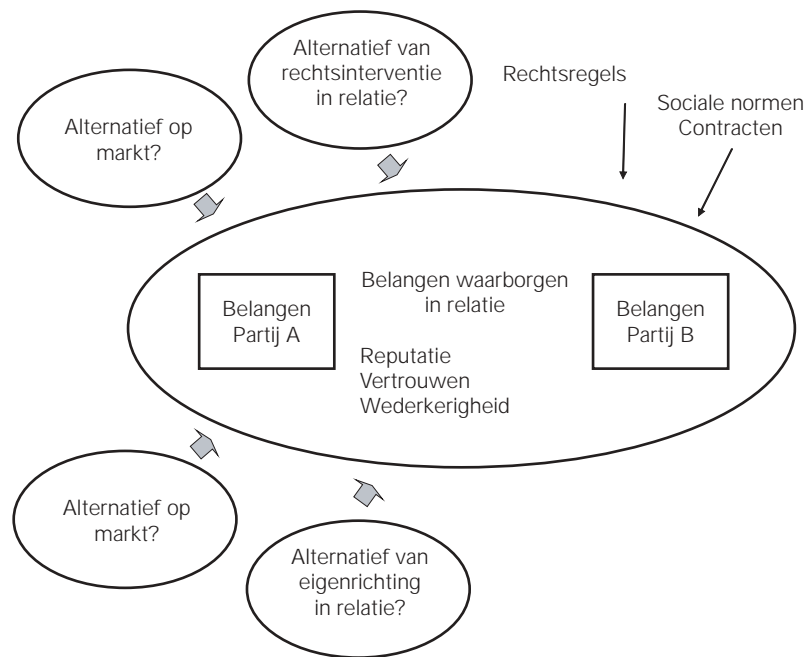 Alternatief van
rechtsinterventie
in relatie?
Rechtsregels
Sociale normen
Contracten
Alternatief op
markt?
Belangen waarborgen
in relatie
Belangen
Partij A
Belangen
Partij B
Reputatie
Vertrouwen
Wederkerigheid
Alternatief op
markt?
Alternatief van
eigenrichting
in relatie?